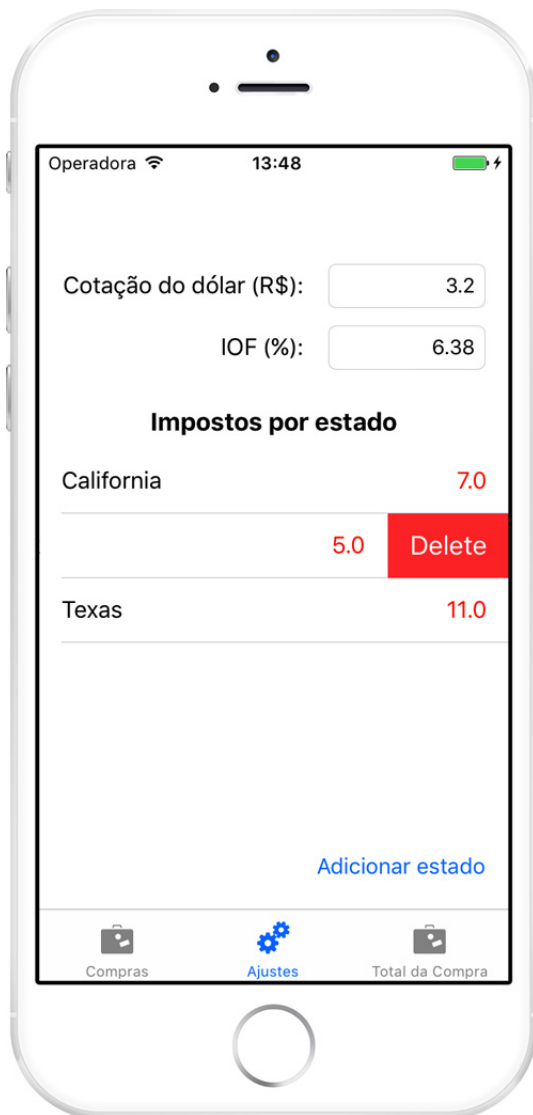 Operadora 13:48
Cotação do dólar (R$): 3.2
IOF (%): 6.38
Impostos por estado
California 7.0
5.0 Delete
Texas 11.0
Adicionar estado
Compras Ajustes Total da Compra